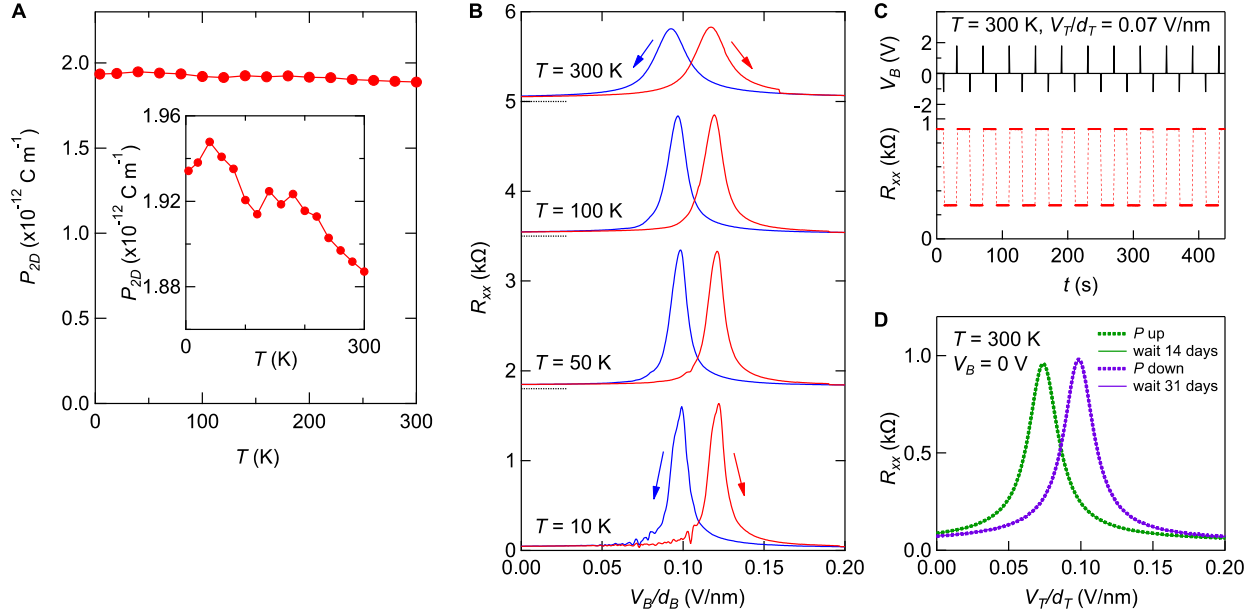 A
P2D (x10-12 C m-1)
2.0
1.5
1.0
0.5
0.0
0
100
200
300
T (K)
P2D (x10-12 C m-1)
1.96
1.92
1.88
0
100
200
300
T (K)
B
Rxx (kΩ)
6
5
4
3
2
1
0
T = 300 K
T = 100 K
T = 50 K
T = 10 K
0.00
0.05
0.10
0.15
0.20
VB/dB (V/nm)
C
T = 300 K, VT/dT = 0.07 V/nm
VB (V)
2
0
-2
Rxx (kΩ)
1
0
0
100
200
300
400
t (s)
D
T = 300 K
VB = 0 V
P up
wait 14 days
P down
wait 31 days
Rxx (kΩ)
1.0
0.5
0.0
0.00
0.05
0.10
0.15
0.20
VT/dT (V/nm)